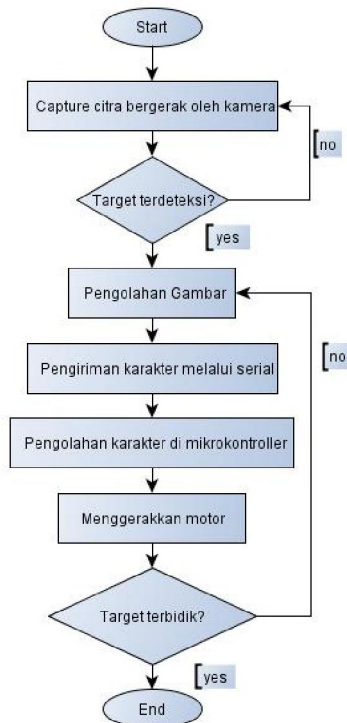 Start
Capture citra bergerak oleh kamera
no
Target terdeteksi?
yes
Pengolahan Gambar
no
Pengiriman karakter melalui serial
Pengolahan karakter di mikrokontroller
Menggerakkan motor
Target terbidik?
yes
End